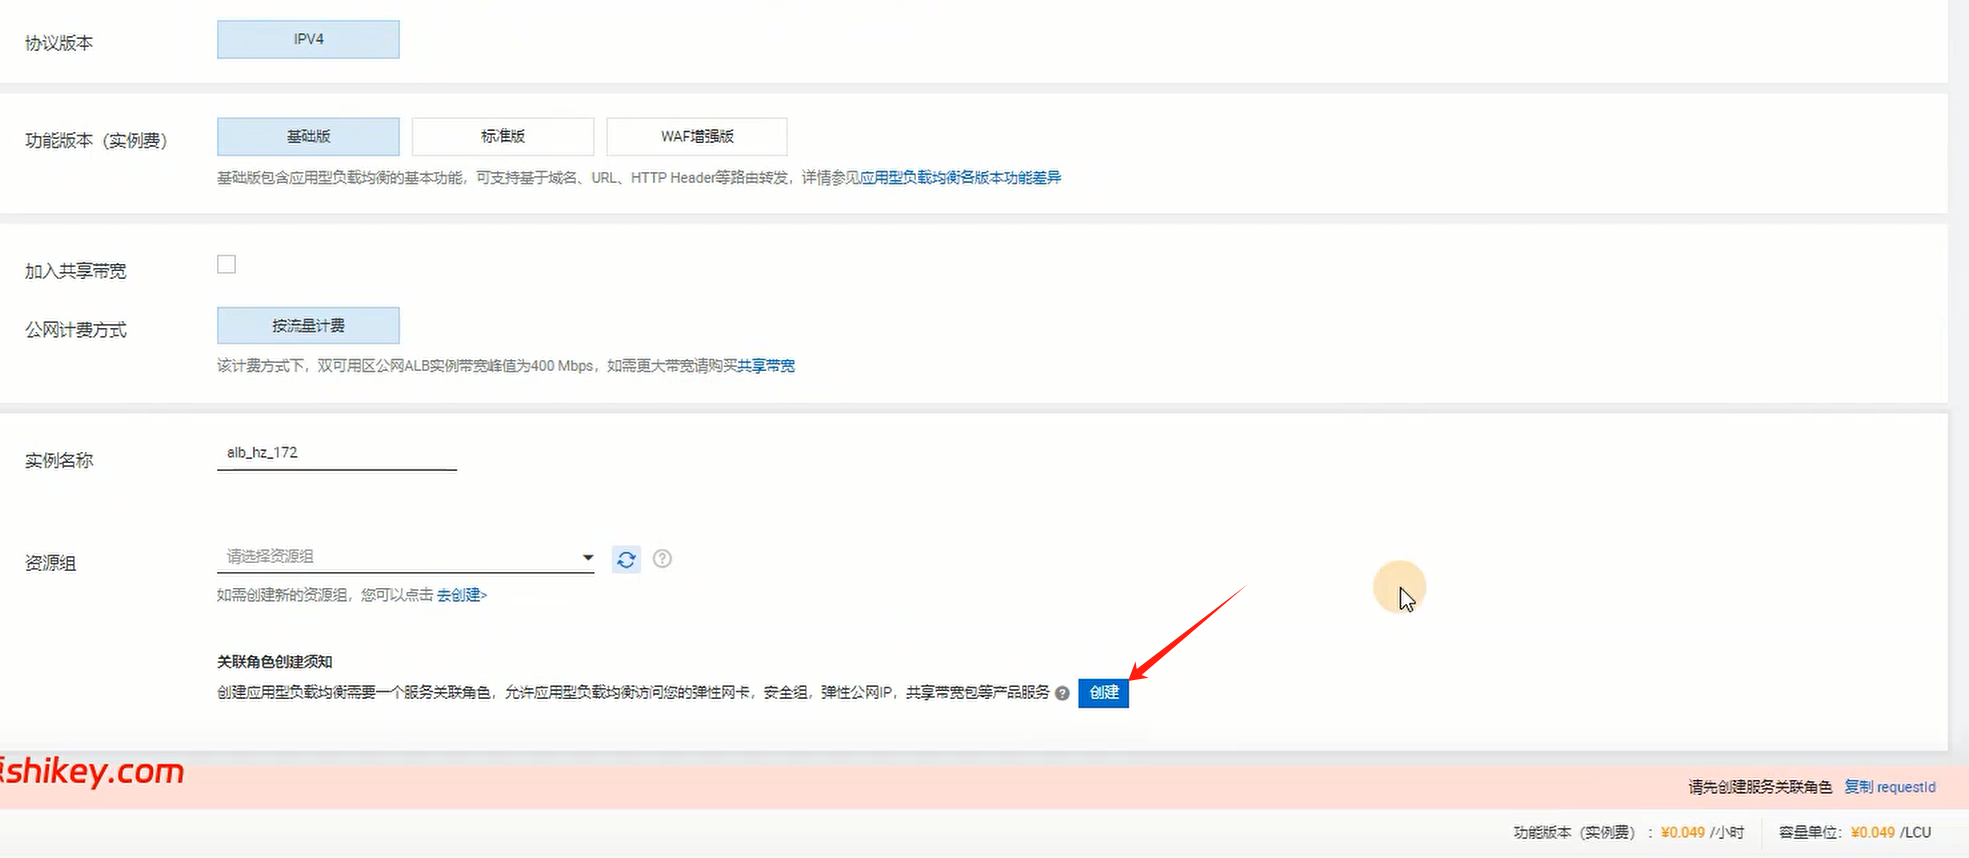 协议版本
IPV4
功能版本（实例费）
基础版
标准版
WAF增强版
基础版包含应用型负载均衡的基本功能，可支持基于域名、URL、HTTP Header等路由转发，详情参见应用型负载均衡各版本功能差异
加入共享带宽
公网计费方式
按流量计费
该计费方式下，双可用区公网ALB实例带宽峰值为400 Mbps，如需更大带宽请购买共享带宽
实例名称
alb_hz_172
资源组
请选择资源组
如需创建新的资源组，您可以点击 去创建>
关联角色创建须知
创建应用型负载均衡需要一个服务关联角色，允许应用型负载均衡访问您的弹性网卡，安全组，弹性公网IP，共享带宽包等产品服务
创建
shikey.com
请先创建服务关联角色 复制 requestId
功能版本（实例费）：¥0.049 /小时 容量单位：¥0.049 /LCU